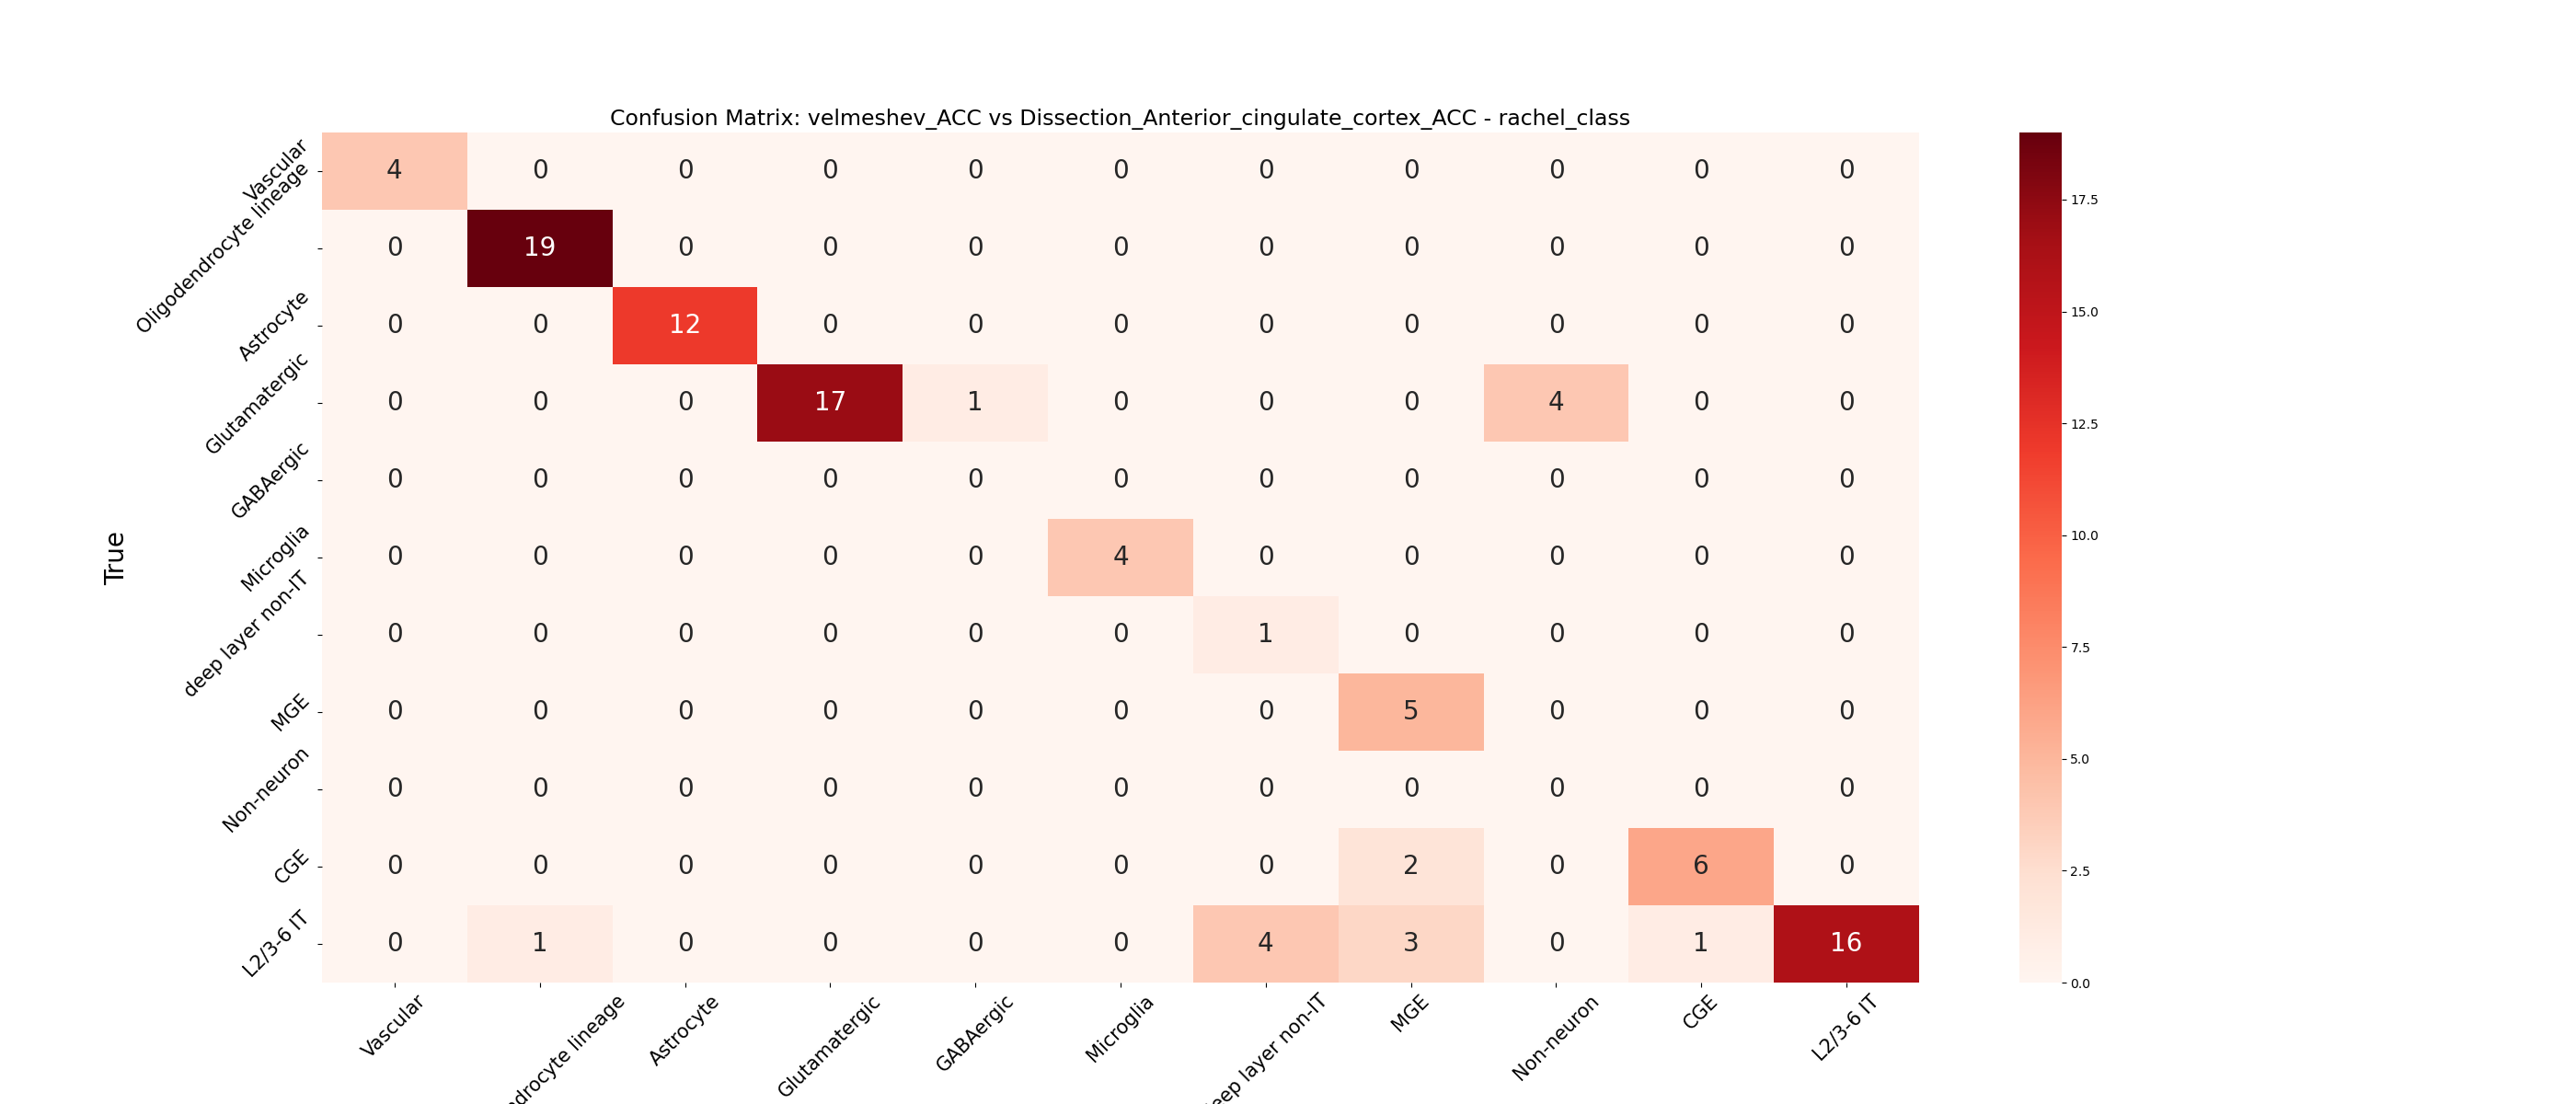 Confusion Matrix: velmeshev_ACC vs Dissection_Anterior_cingulate_cortex_ACC - rachel_class
True
Vascular 4 0 0 0 0 0 0 0 0 0 0
Oligodendrocyte lineage 0 19 0 0 0 0 0 0 0 0 0
Astrocyte 0 0 12 0 0 0 0 0 0 0 0
Glutamatergic 0 0 0 17 1 0 0 0 4 0 0
GABAergic 0 0 0 0 0 0 0 0 0 0 0
Microglia 0 0 0 0 0 4 0 0 0 0 0
deep layer non-IT 0 0 0 0 0 0 1 0 0 0 0
MGE 0 0 0 0 0 0 0 5 0 0 0
Non-neuron 0 0 0 0 0 0 0 0 0 0 0
CGE 0 0 0 0 0 0 0 2 0 6 0
L2/3-6 IT 0 1 0 0 0 0 4 3 0 1 16
Vascular
ndrocyte lineage
Astrocyte
Glutamatergic
GABAergic
Microglia
eep layer non-IT
MGE
Non-neuron
CGE
L2/3-6 IT
17.5
15.0
12.5
10.0
7.5
5.0
2.5
0.0